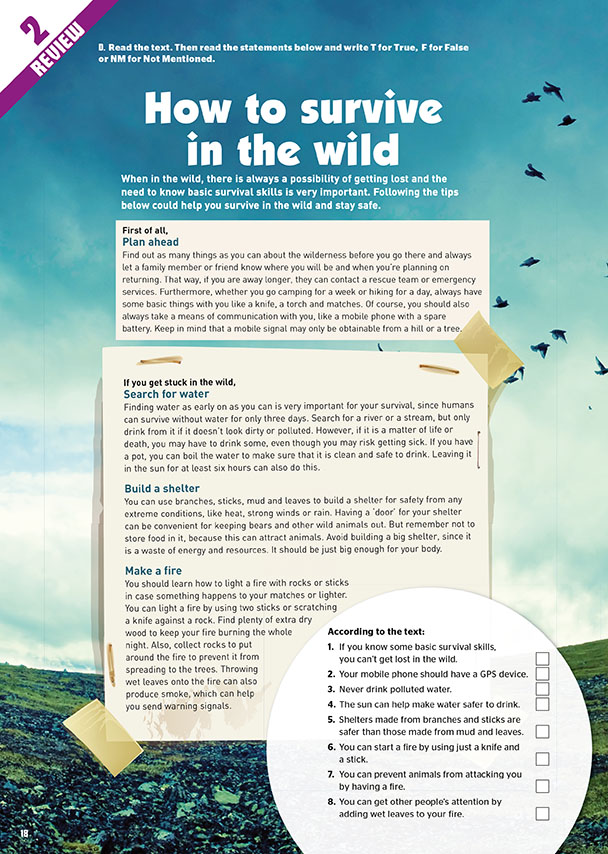 2
REVIEW
D. Read the text. Then read the statements below and write T for True, F for False
or NM for Not Mentioned.
How to survive
in the wild
When in the wild, there is always a possibility of getting lost and the
need to know basic survival skills is very important. Following the tips
below could help you survive in the wild and stay safe.
First of all,
Plan ahead
Find out as many things as you can about the wilderness before you go there and always
let a family member or friend know where you will be and when you're planning on
returning. That way, if you are away longer, they can contact a rescue team or emergency
services. Furthermore, whether you go camping for a week or hiking for a day, always have
some basic things with you like a knife, a torch and matches. Of course, you should also
always take a means of communication with you, like a mobile phone with a spare
battery. Keep in mind that a mobile signal may only be obtainable from a hill or a tree.
If you get stuck in the wild,
Search for water
Finding water as early on as you can is very important for your survival, since humans
can survive without water for only three days. Search for a river or a stream, but only
drink from it if it doesn't look dirty or polluted. However, if it is a matter of life or
death, you may have to drink some, even though you may risk getting sick. If you have
a pot, you can boil the water to make sure that it is clean and safe to drink. Leaving it
in the sun for at least six hours can also do this.
Build a shelter
You can use branches, sticks, mud and leaves to build a shelter for safety from any
extreme conditions, like heat, strong winds or rain. Having a 'door' for your shelter
can be convenient for keeping bears and other wild animals out. But remember not to
store food in it, because this can attract animals. Avoid building a big shelter, since it
is a waste of energy and resources. It should be just big enough for your body.
Make a fire
You should learn how to light a fire with rocks or sticks
in case something happens to your matches or lighter.
You can light a fire by using two sticks or scratching
a knife against a rock. Find plenty of extra dry
wood to keep your fire burning the whole
night. Also, collect rocks to put
around the fire to prevent it from
spreading to the trees. Throwing
wet leaves onto the fire can also
produce smoke, which can help
you send warning signals.
According to the text:
1. If you know some basic survival skills,
you can't get lost in the wild.
2. Your mobile phone should have a GPS device.
3. Never drink polluted water.
4. The sun can help make water safer to drink.
5. Shelters made from branches and sticks are
safer than those made from mud and leaves.
6. You can start a fire by using just a knife and
a stick.
7. You can prevent animals from attacking you
by having a fire.
8. You can get other people's attention by
adding wet leaves to your fire.
18